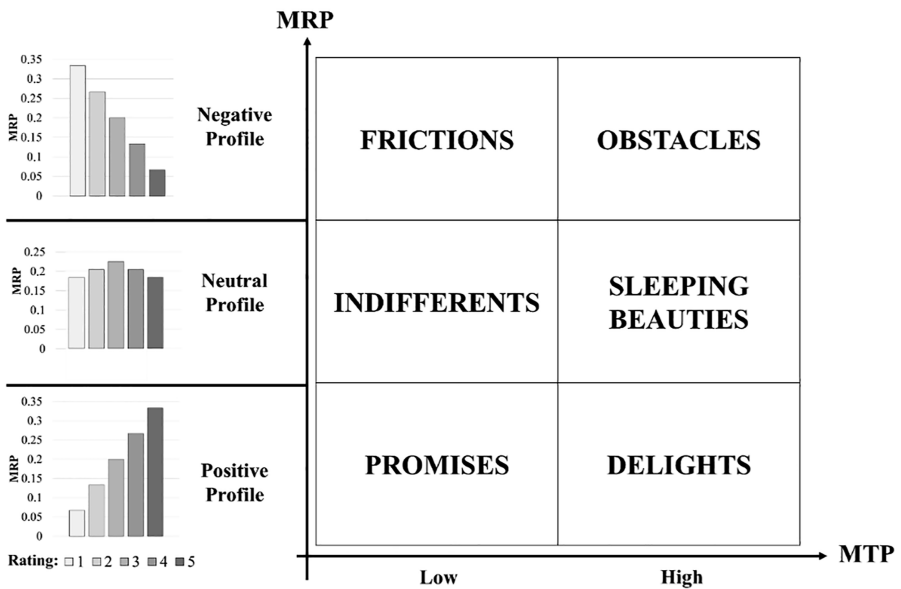 MRP
0.35
0.3
0.25
0.2
0.15
0.1
0.05
0
MRP
Negative
Profile
FRICTIONS
OBSTACLES
0.25
0.2
0.15
0.1
0.05
0
MRP
Neutral
Profile
INDIFFERENTS
SLEEPING
BEAUTIES
0.35
0.3
0.25
0.2
0.15
0.1
0.05
0
MRP
Positive
Profile
PROMISES
DELIGHTS
Rating: 1 2 3 4 5
Low
High
MTP